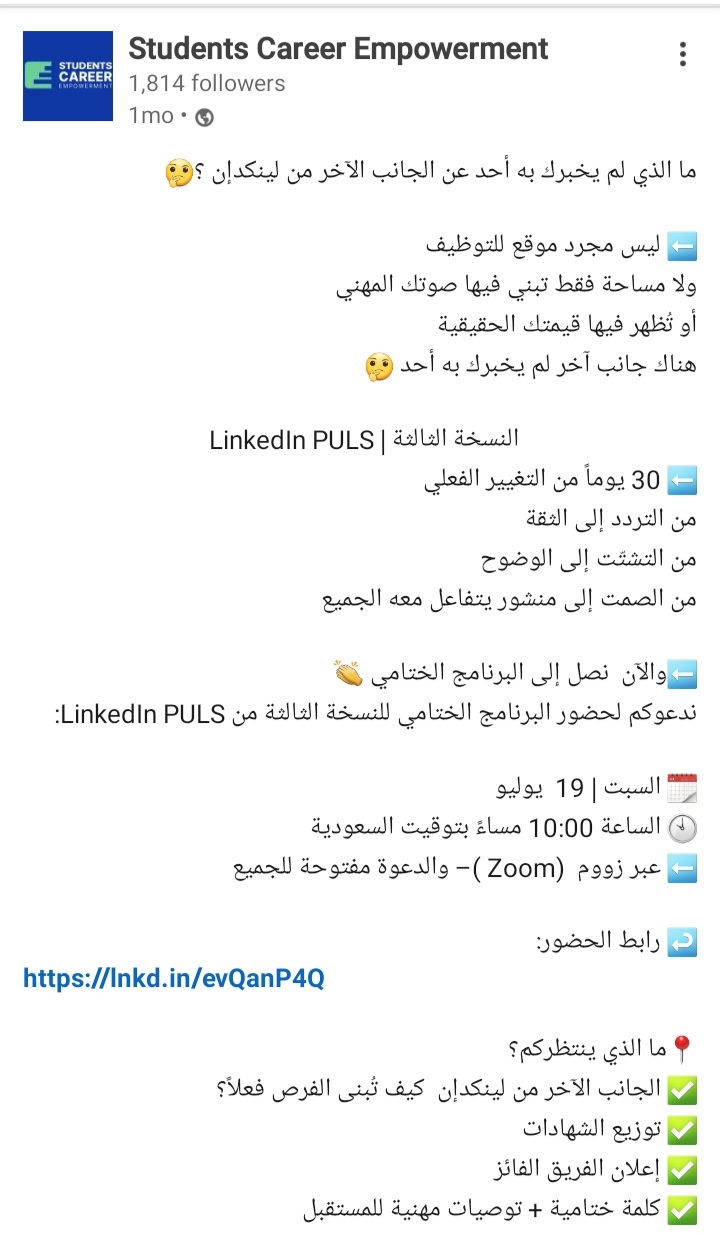 Students Career Empowerment
1,814 followers
1mo •
STUDENTS
CAREER
EMPOWERMENT
ما الذي لم يخبرك به أحد عن الجانب الآخر من لينكدإن ؟🤔
⬅️ ليس مجرد موقع للتوظيف
ولا مساحة فقط تبني فيها صوتك المهني
أو تُظهر فيها قيمتك الحقيقية
هناك جانب آخر لم يخبرك به أحد 🤔
النسخة الثالثة | LinkedIn PULS
⬅️ 30 يوماً من التغيير الفعلي
من التردد إلى الثقة
من التشتّت إلى الوضوح
من الصمت إلى منشور يتفاعل معه الجميع
⬅️والآن نصل إلى البرنامج الختامي 👏
ندعوكم لحضور البرنامج الختامي للنسخة الثالثة من LinkedIn PULS:
🗓 السبت | 19 يوليو
🕙 الساعة 10:00 مساءً بتوقيت السعودية
⬅️ عبر زووم (Zoom )– والدعوة مفتوحة للجميع
↩️ رابط الحضور:
https://lnkd.in/evQanP4Q
📍ما الذي ينتظركم؟
✅ الجانب الآخر من لينكدإن كيف تُبنى الفرص فعلاً؟
✅ توزيع الشهادات
✅ إعلان الفريق الفائز
✅ كلمة ختامية + توصيات مهنية للمستقبل